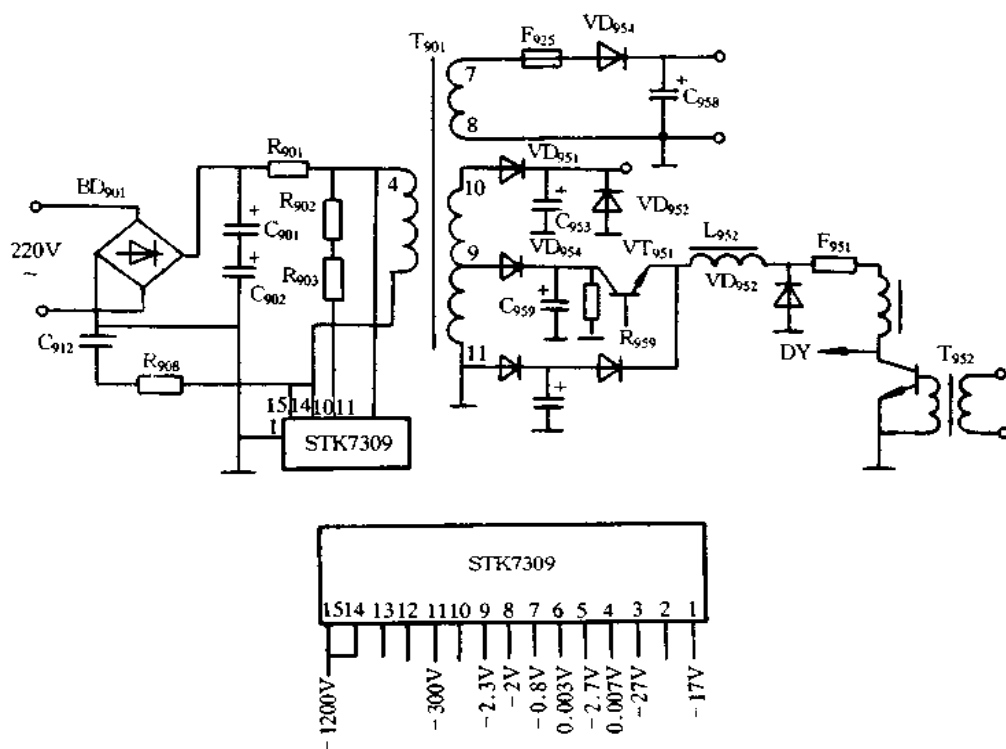 VD954
F925
T901
7
C958
8
VD951
R901
10
4
BD901
R902
VD952
C953
C901
9
VD954
VT951
L952
F951
220V
~
R903
VD952
C902
C959
R959
C912
11
DY
T952
R908
15 14 10 11
1
STK7309
STK7309
15 14 13 12 11 10 9 8 7 6 5 4 3 2 1
-1200V
-300V
-2.3V
-2V
-0.8V
0.003V
-2.7V
0.007V
-27V
-17V